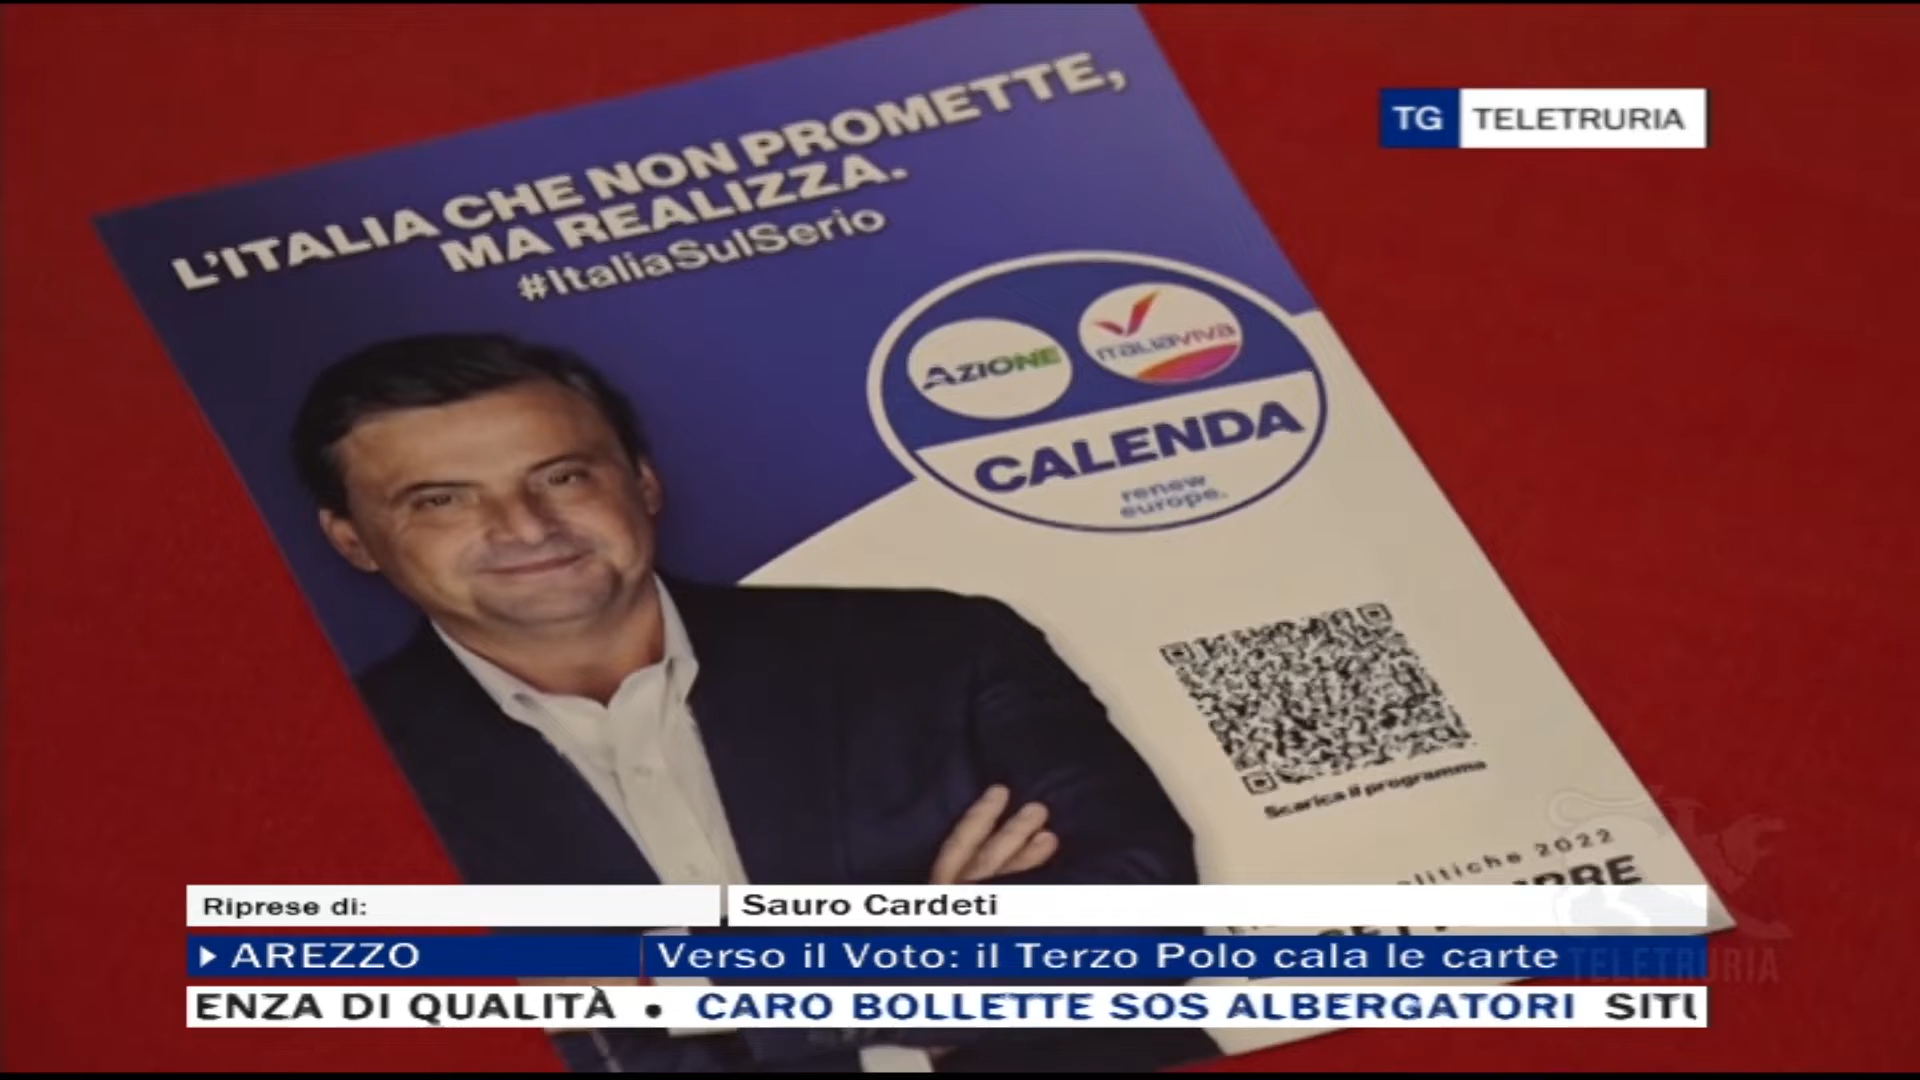 L'ITALIA CHE NON PROMETTE,
MA REALIZZA.
#ItaliaSulSerio
TG TELETRURIA
AZIONE
ITALIAVIVA
CALENDA
renew
europe.
Scarica il programma
2022
Riprese di: Sauro Cardeti
AREZZO Verso il Voto: il Terzo Polo cala le carte
ENZA DI QUALITÀ • CARO BOLLETTE SOS ALBERGATORI SITU
TELETRURIA